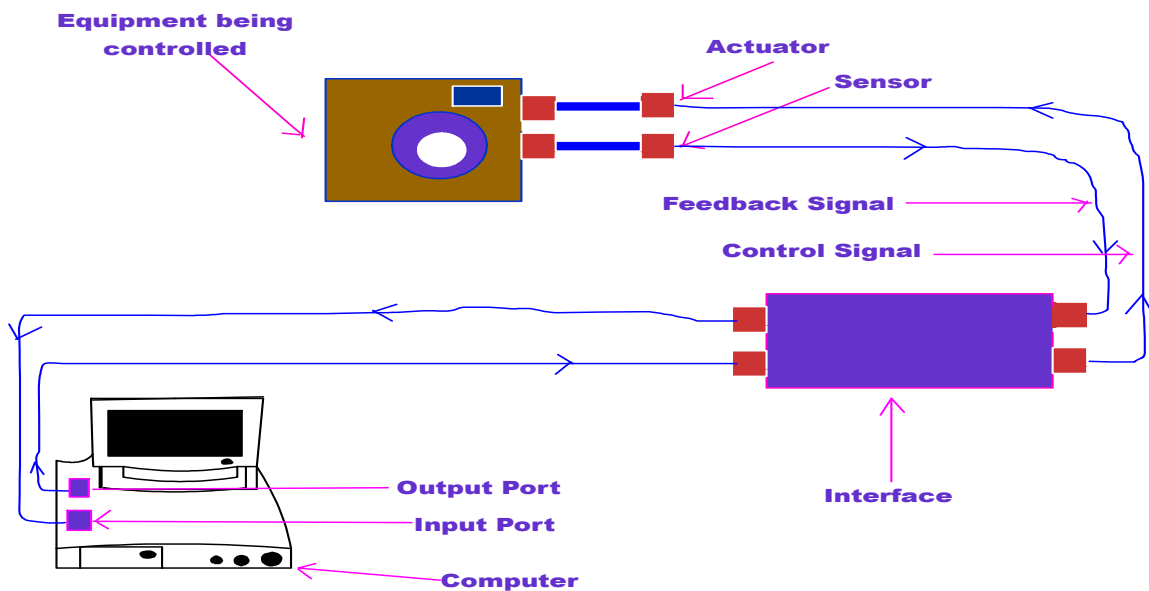 Equipment being
controlled
Actuator
Sensor
Feedback Signal
Control Signal
Output Port
Input Port
Interface
Computer